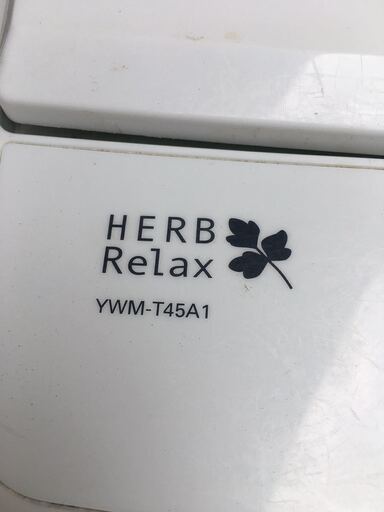 HERB
Relax
YWM-T45A1